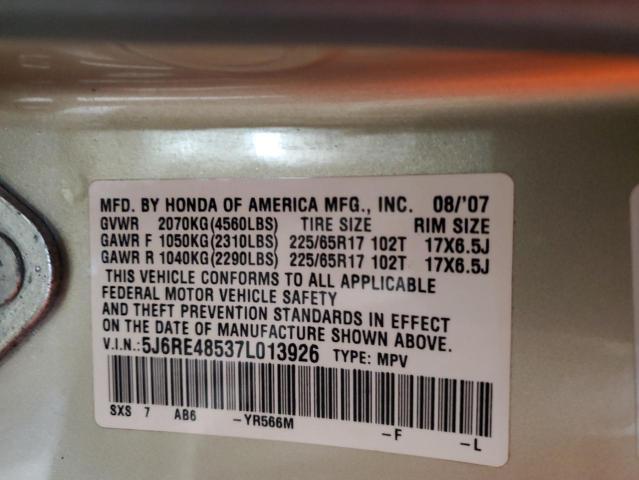 MFD. BY HONDA OF AMERICA MFG., INC. 08/'07
GVWR 2070KG(4560LBS) TIRE SIZE RIM SIZE
GAWR F 1050KG(2310LBS) 225/65R17 102T 17X6.5J
GAWR R 1040KG(2290LBS) 225/65R17 102T 17X6.5J
THIS VEHICLE CONFORMS TO ALL APPLICABLE
FEDERAL MOTOR VEHICLE SAFETY
AND THEFT PREVENTION STANDARDS IN EFFECT
ON THE DATE OF MANUFACTURE SHOWN ABOVE.
V.I.N.:5J6RE48537L013926 TYPE: MPV
SXS 7 AB6 -YR566M -F -L